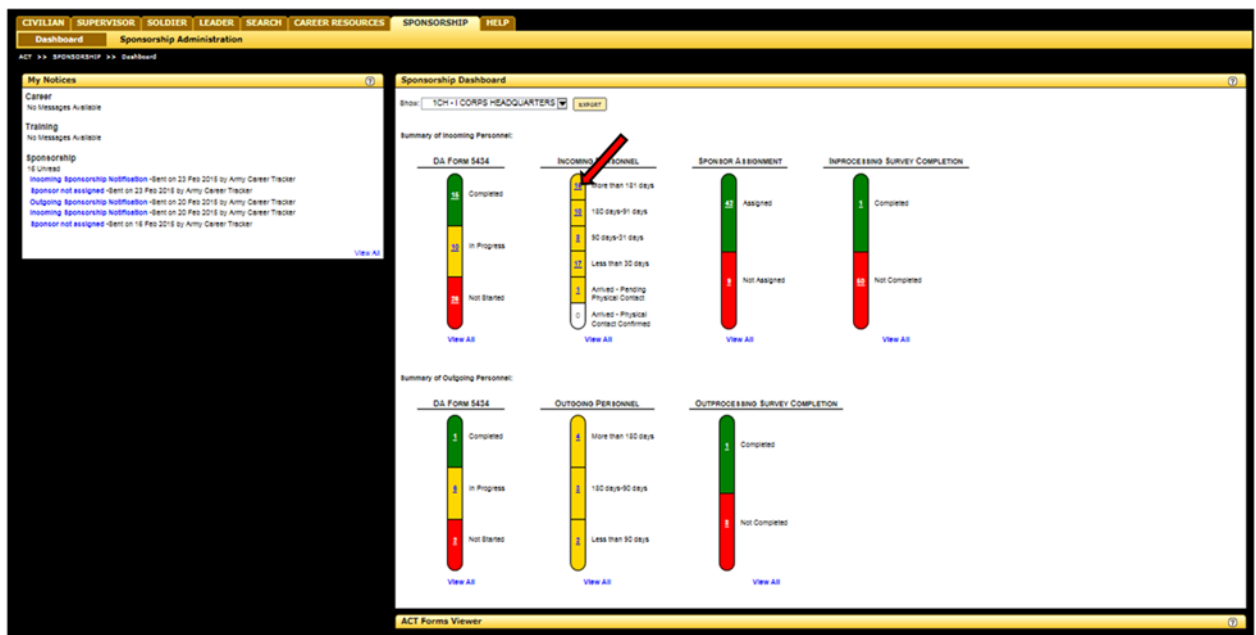 CIVILIAN SUPERVISOR SOLDIER LEADER SEARCH CAREER RESOURCES SPONSORSHIP HELP
Dashboard Sponsorship Administration
ACT >> SPONSORSHIP >> Dashboard
My Notices
Career
No Messages Available
Training
No Messages Available
Sponsorship
16 Unread
Incoming Sponsorship Notification -Sent on 23 Feb 2015 by Army Career Tracker
Sponsor not assigned -Sent on 23 Feb 2015 by Army Career Tracker
Outgoing Sponsorship Notification -Sent on 20 Feb 2015 by Army Career Tracker
Incoming Sponsorship Notification -Sent on 20 Feb 2015 by Army Career Tracker
Sponsor not assigned -Sent on 16 Feb 2015 by Army Career Tracker
View All
Sponsorship Dashboard
Show: 1CH - I CORPS HEADQUARTERS EXPORT
Summary of Incoming Personnel:
DA FORM 5434
15 Completed
10 In Progress
26 Not Started
View All
INCOMING
More than 181 days
10 180 days-91 days
90 days-31 days
17 Less than 30 days
1 Arrived - Pending
Physical Contact
0 Arrived - Physical
Contact Confirmed
View All
SPONSOR ASSIGNMENT
42 Assigned
9 Not Assigned
View All
INPROCESSING SURVEY COMPLETION
1 Completed
50 Not Completed
View All
Summary of Outgoing Personnel:
DA FORM 5434
1 Completed
In Progress
Not Started
View All
OUTGOING PERSONNEL
4 More than 180 days
180 days-90 days
2 Less than 90 days
View All
OUTPROCESSING SURVEY COMPLETION
1 Completed
Not Completed
View All
ACT Forms Viewer